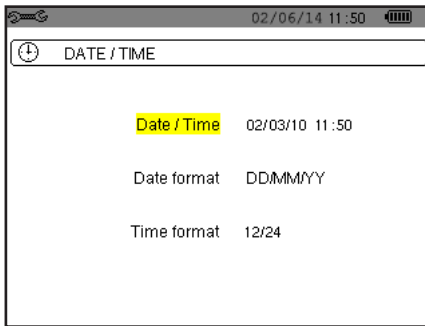 02/06/14 11:50
DATE / TIME
Date / Time 02/03/10 11:50
Date format DD/MM/YY
Time format 12/24